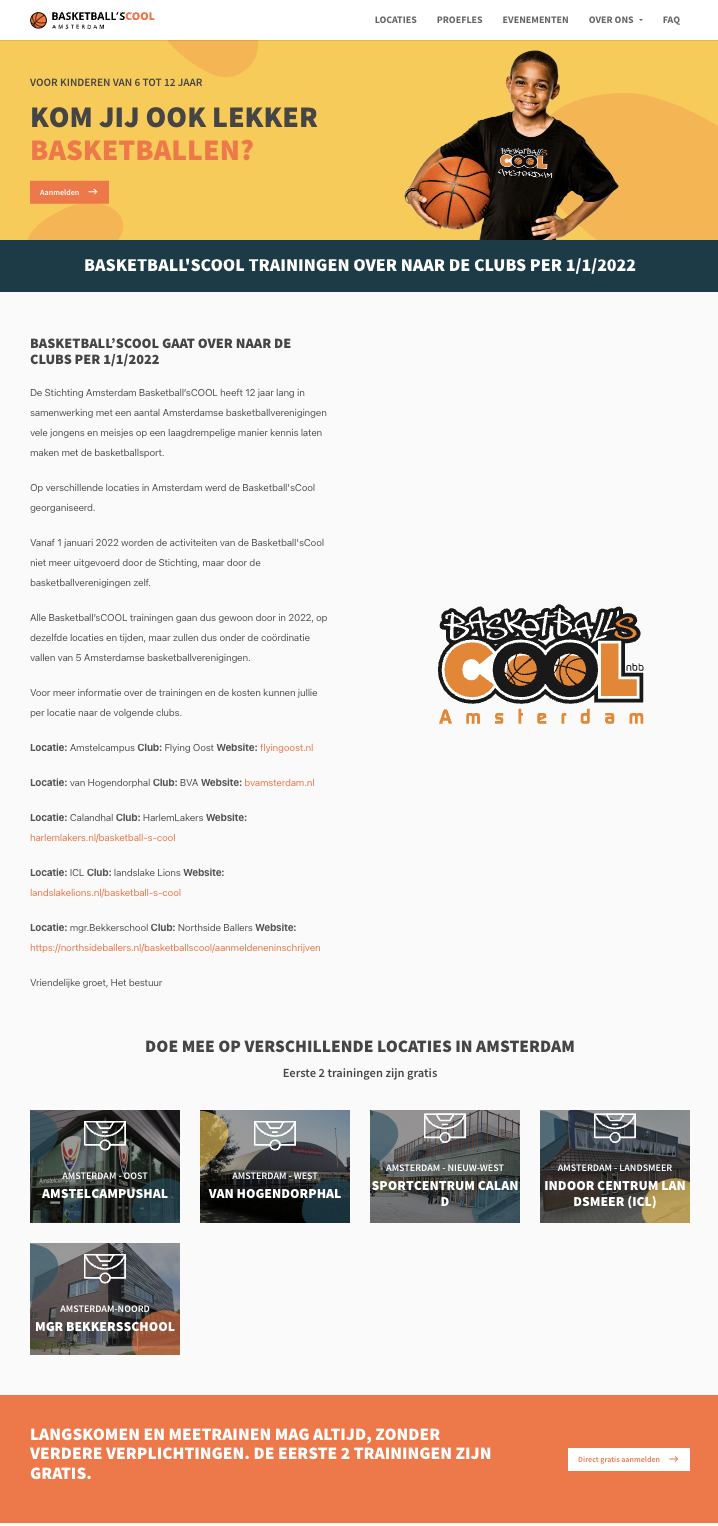 BASKETBALL'SCOOL
AMSTERDAM
LOCATIES PROEFLES EVENEMENTEN OVER ONS FAQ
VOOR KINDEREN VAN 6 TOT 12 JAAR
KOM JIJ OOK LEKKER
BASKETBALLEN?
Aanmelden
BASKETBALL'S
COOL
AMSTERDAM
BASKETBALL'SCOOL TRAININGEN OVER NAAR DE CLUBS PER 1/1/2022
BASKETBALL'SCOOL GAAT OVER NAAR DE
CLUBS PER 1/1/2022
De Stichting Amsterdam Basketball'sCOOL heeft 12 jaar lang in
samenwerking met een aantal Amsterdamse basketballverenigingen
vele jongens en meisjes op een laagdrempelige manier kennis laten
maken met de basketballsport.
Op verschillende locaties in Amsterdam werd de Basketball'sCool
georganiseerd.
Vanaf 1 januari 2022 worden de activiteiten van de Basketball'sCool
niet meer uitgevoerd door de Stichting, maar door de
basketballverenigingen zelf.
Alle Basketball'sCOOL trainingen gaan dus gewoon door in 2022, op
dezelfde locaties en tijden, maar zullen dus onder de coördinatie
vallen van 5 Amsterdamse basketballverenigingen.
Voor meer informatie over de trainingen en de kosten kunnen jullie
per locatie naar de volgende clubs.
Locatie: Amstelcampus Club: Flying Oost Website: flyingoost.nl
Locatie: van Hogendorphal Club: BVA Website: bvamsterdam.nl
Locatie: Calandhal Club: HarlemLakers Website:
harlemlakers.nl/basketball-s-cool
Locatie: ICL Club: landslake Lions Website:
landslakelions.nl/basketball-s-cool
Locatie: mgr.Bekkerschool Club: Northside Ballers Website:
https://northsideballers.nl/basketballscool/aanmeldeneninschrijven
Vriendelijke groet, Het bestuur
BASKETBALL'S
COOL
nbb
Amsterdam
DOE MEE OP VERSCHILLENDE LOCATIES IN AMSTERDAM
Eerste 2 trainingen zijn gratis
AMSTERDAM - OOST
AMSTELCAMPUSHAL
AMSTERDAM - WEST
VAN HOGENDORPHAL
AMSTERDAM - NIEUW-WEST
SPORTCENTRUM CALAN
D
AMSTERDAM - LANDSMEER
INDOOR CENTRUM LAN
DSMEER (ICL)
AMSTERDAM-NOORD
MGR BEKKERSSCHOOL
LANGSKOMEN EN MEETRAINEN MAG ALTIJD, ZONDER
VERDERE VERPLICHTINGEN. DE EERSTE 2 TRAININGEN ZIJN
GRATIS.
Direct gratis aanmelden